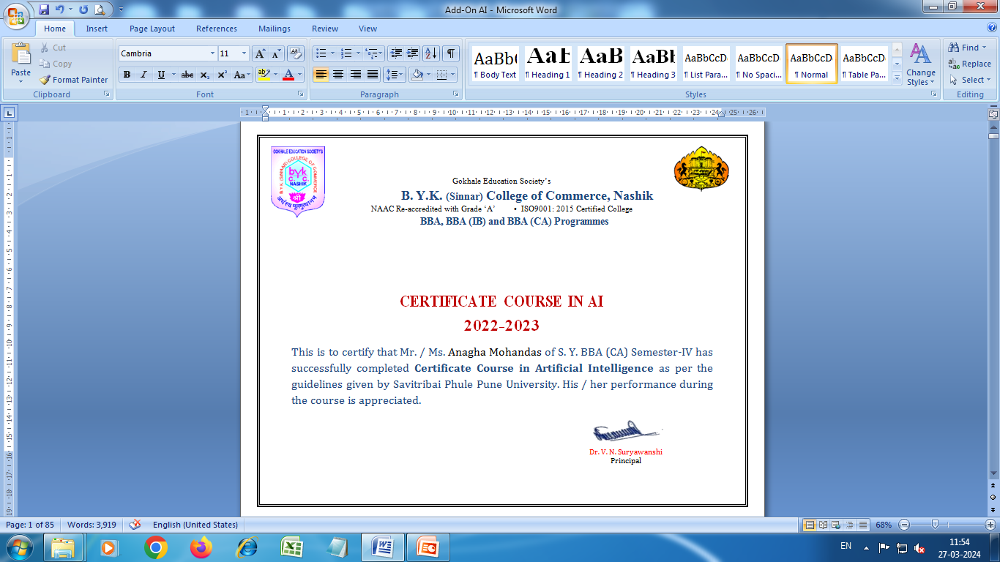 Add-On AI - Microsoft Word
Home Insert Page Layout References Mailings Review View
Paste
Cut
Copy
Format Painter
Clipboard
Cambria 11
B I U abc x₂ x² Aa
Font
Paragraph
AaBbC AaB AaB AaBb AaBbCcD AaBbCcD AaBbCcD AaBbCcD
¶ Body Text ¶ Heading 1 ¶ Heading 2 ¶ Heading 3 ¶ List Para... ¶ No Spaci... ¶ Normal ¶ Table Pa...
Change Styles
Styles
Find
Replace
Select
Editing
GOKHALE EDUCATION SOCIETY'S
B.Y.K. (SINNAR) COLLEGE OF COMMERCE
byk
c.c.
NASHIK
Gokhale Education Society's
B. Y.K. (Sinnar) College of Commerce, Nashik
NAAC Re-accredited with Grade 'A' • ISO9001: 2015 Certified College
BBA, BBA (IB) and BBA (CA) Programmes
CERTIFICATE COURSE IN AI
2022-2023
This is to certify that Mr. / Ms. Anagha Mohandas of S. Y. BBA (CA) Semester-IV has
successfully completed Certificate Course in Artificial Intelligence as per the
guidelines given by Savitribai Phule Pune University. His / her performance during
the course is appreciated.
Dr. V. N. Suryawanshi
Principal
Page: 1 of 85 Words: 3,919 English (United States) 68%
EN 11:54
27-03-2024